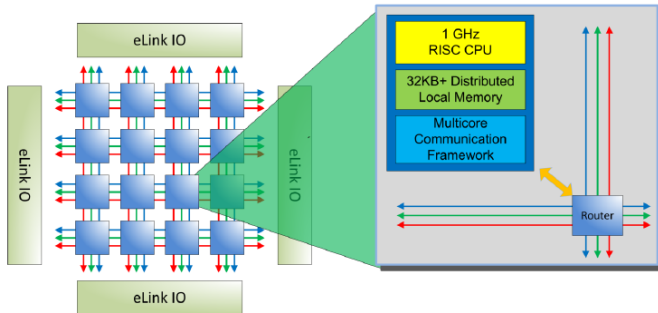 eLink IO
eLink IO
eLink IO
eLink IO
1 GHz
RISC CPU
32KB+ Distributed
Local Memory
Multicore
Communication
Framework
Router